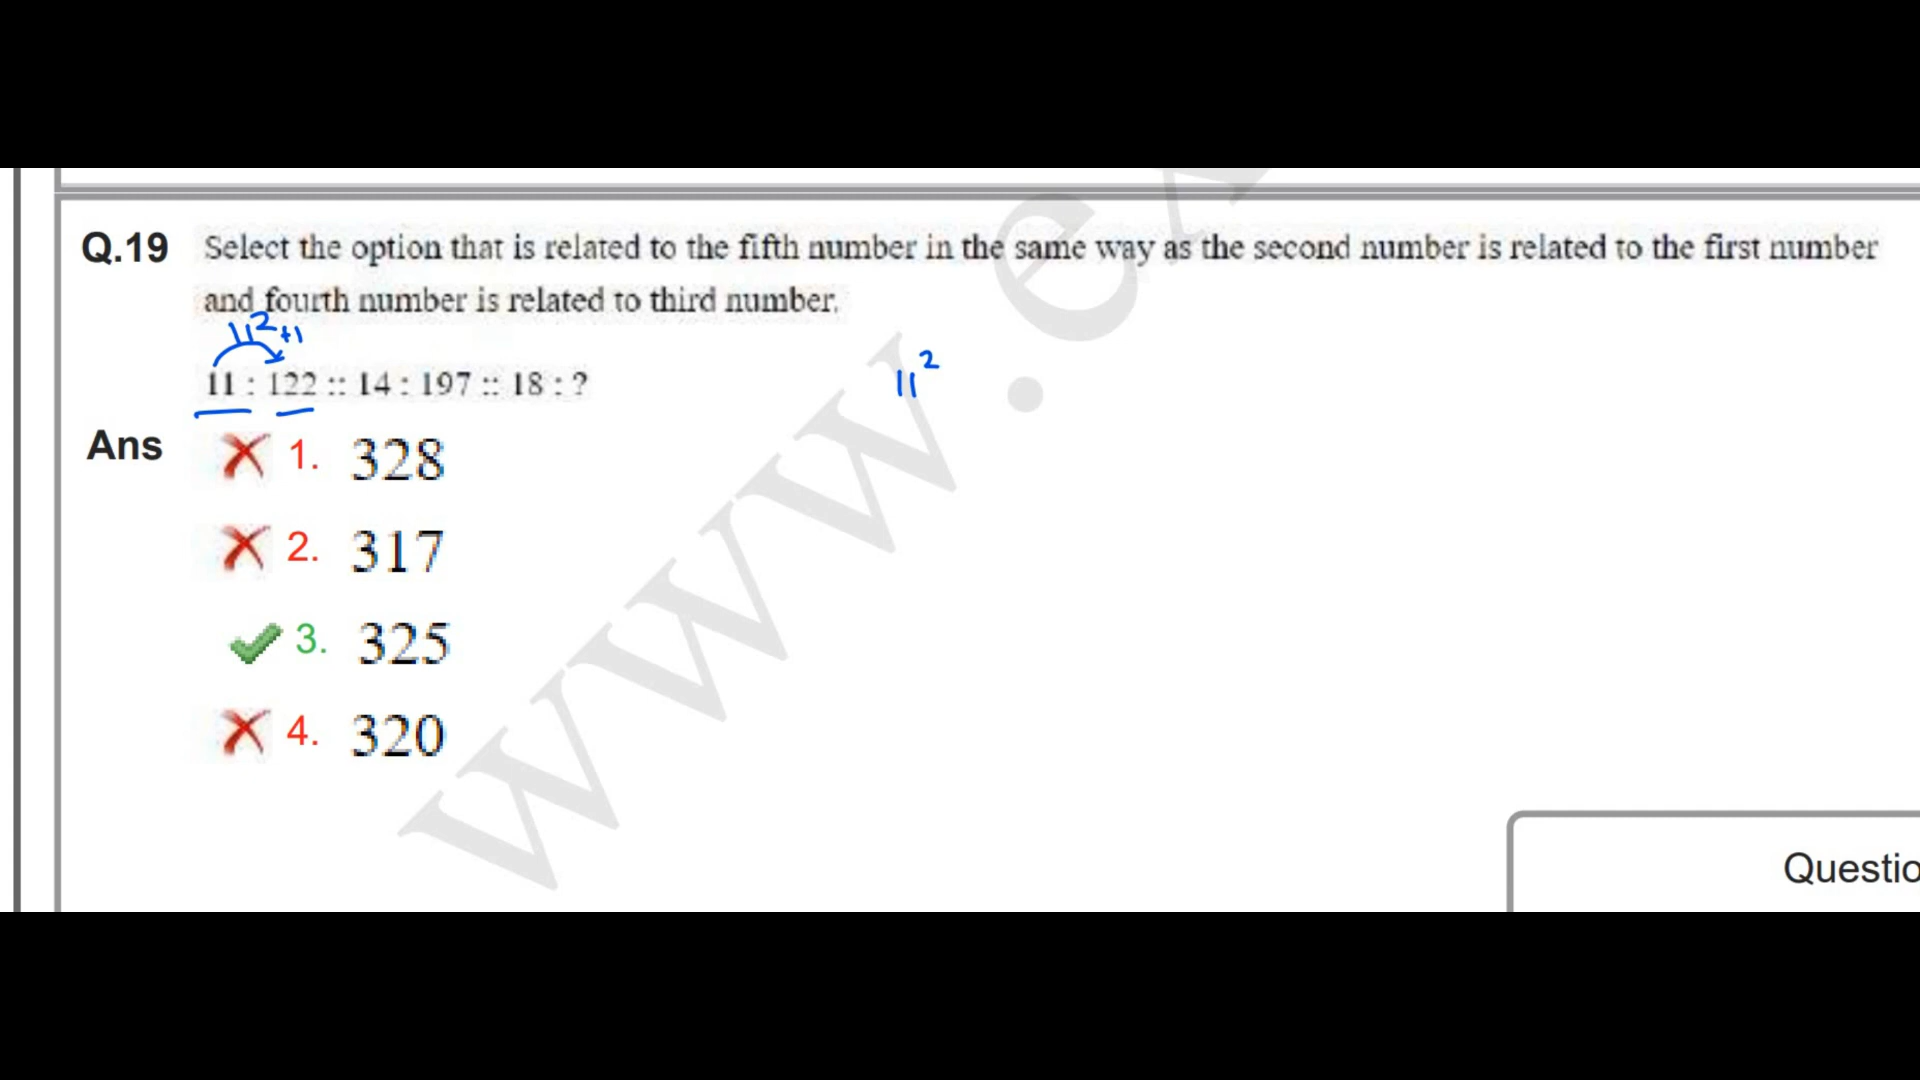 Q.19 Select the option that is related to the fifth number in the same way as the second number is related to the first number
and fourth number is related to third number.
11² +1
11 : 122 :: 14 : 197 :: 18 : ?
11²
Ans
1. 328
2. 317
3. 325
4. 320
www.ex
Questio